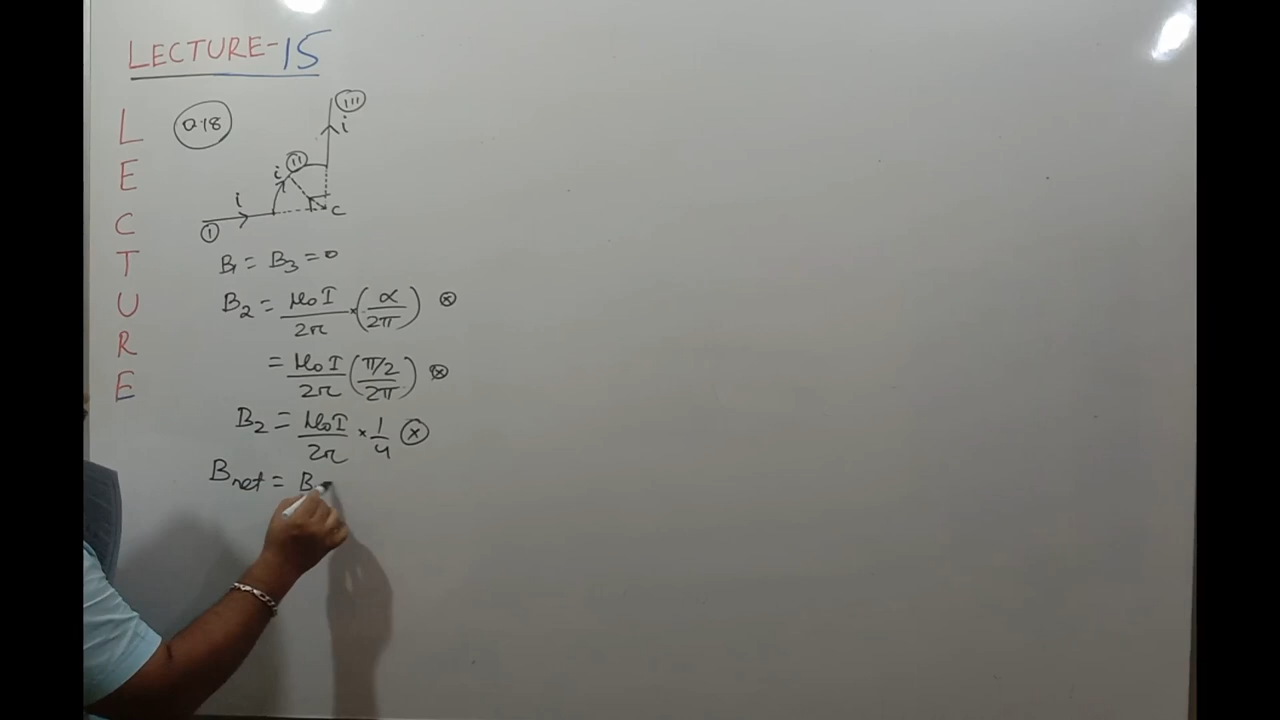 LECTURE-15
LECTURE
Q.18
III
i
II
i
i
C
I
B₁ = B₃ = 0
B₂ = μ₀I/2r × (α/2π) ⊗
= μ₀I/2r (π/2/2π) ⊗
B₂ = μ₀I/2r × 1/4 ⊗
Bnet = B